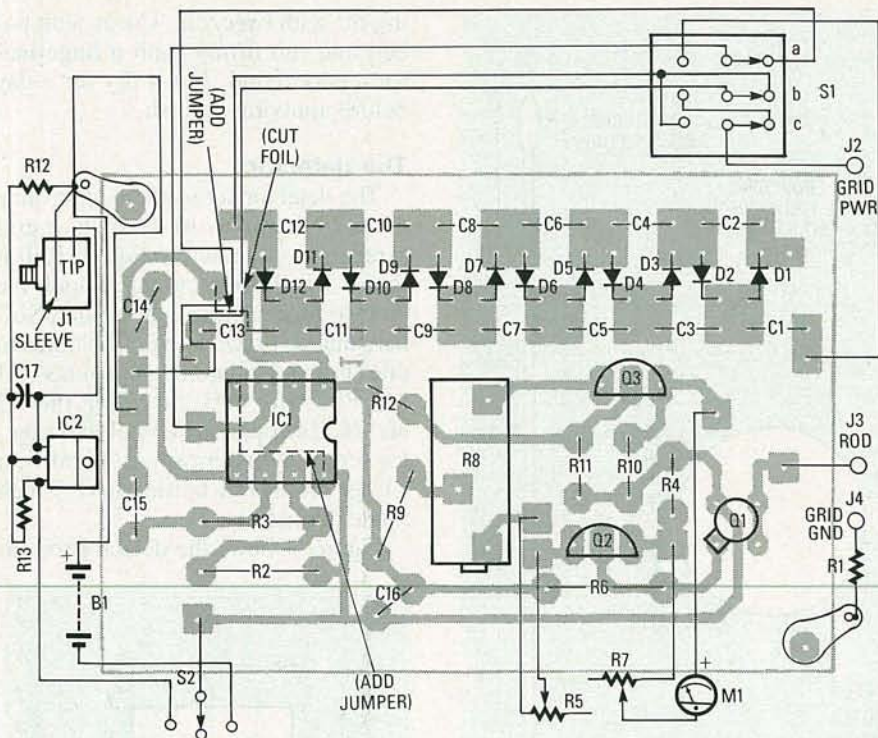 a
S1
b
c
J2
GRID
PWR
(ADD
JUMPER)
(CUT
FOIL)
R12
TIP
J1
SLEEVE
C12 C10 C8 C6 C4 C2
D11 D9 D7 D5 D3 D1
D12 D10 D8 D6 D4 D2
C14
C13 C11 C9 C7 C5 C3 C1
C17
IC2
IC1
1
R12
R8
Q3
R11 R10
R4
J3
ROD
J4
GRID
GND
R13
C15
R3
R9
Q2
Q1
R2
C16
R6
R1
+
B1
S2
(ADD
JUMPER)
R7
R5
+
M1